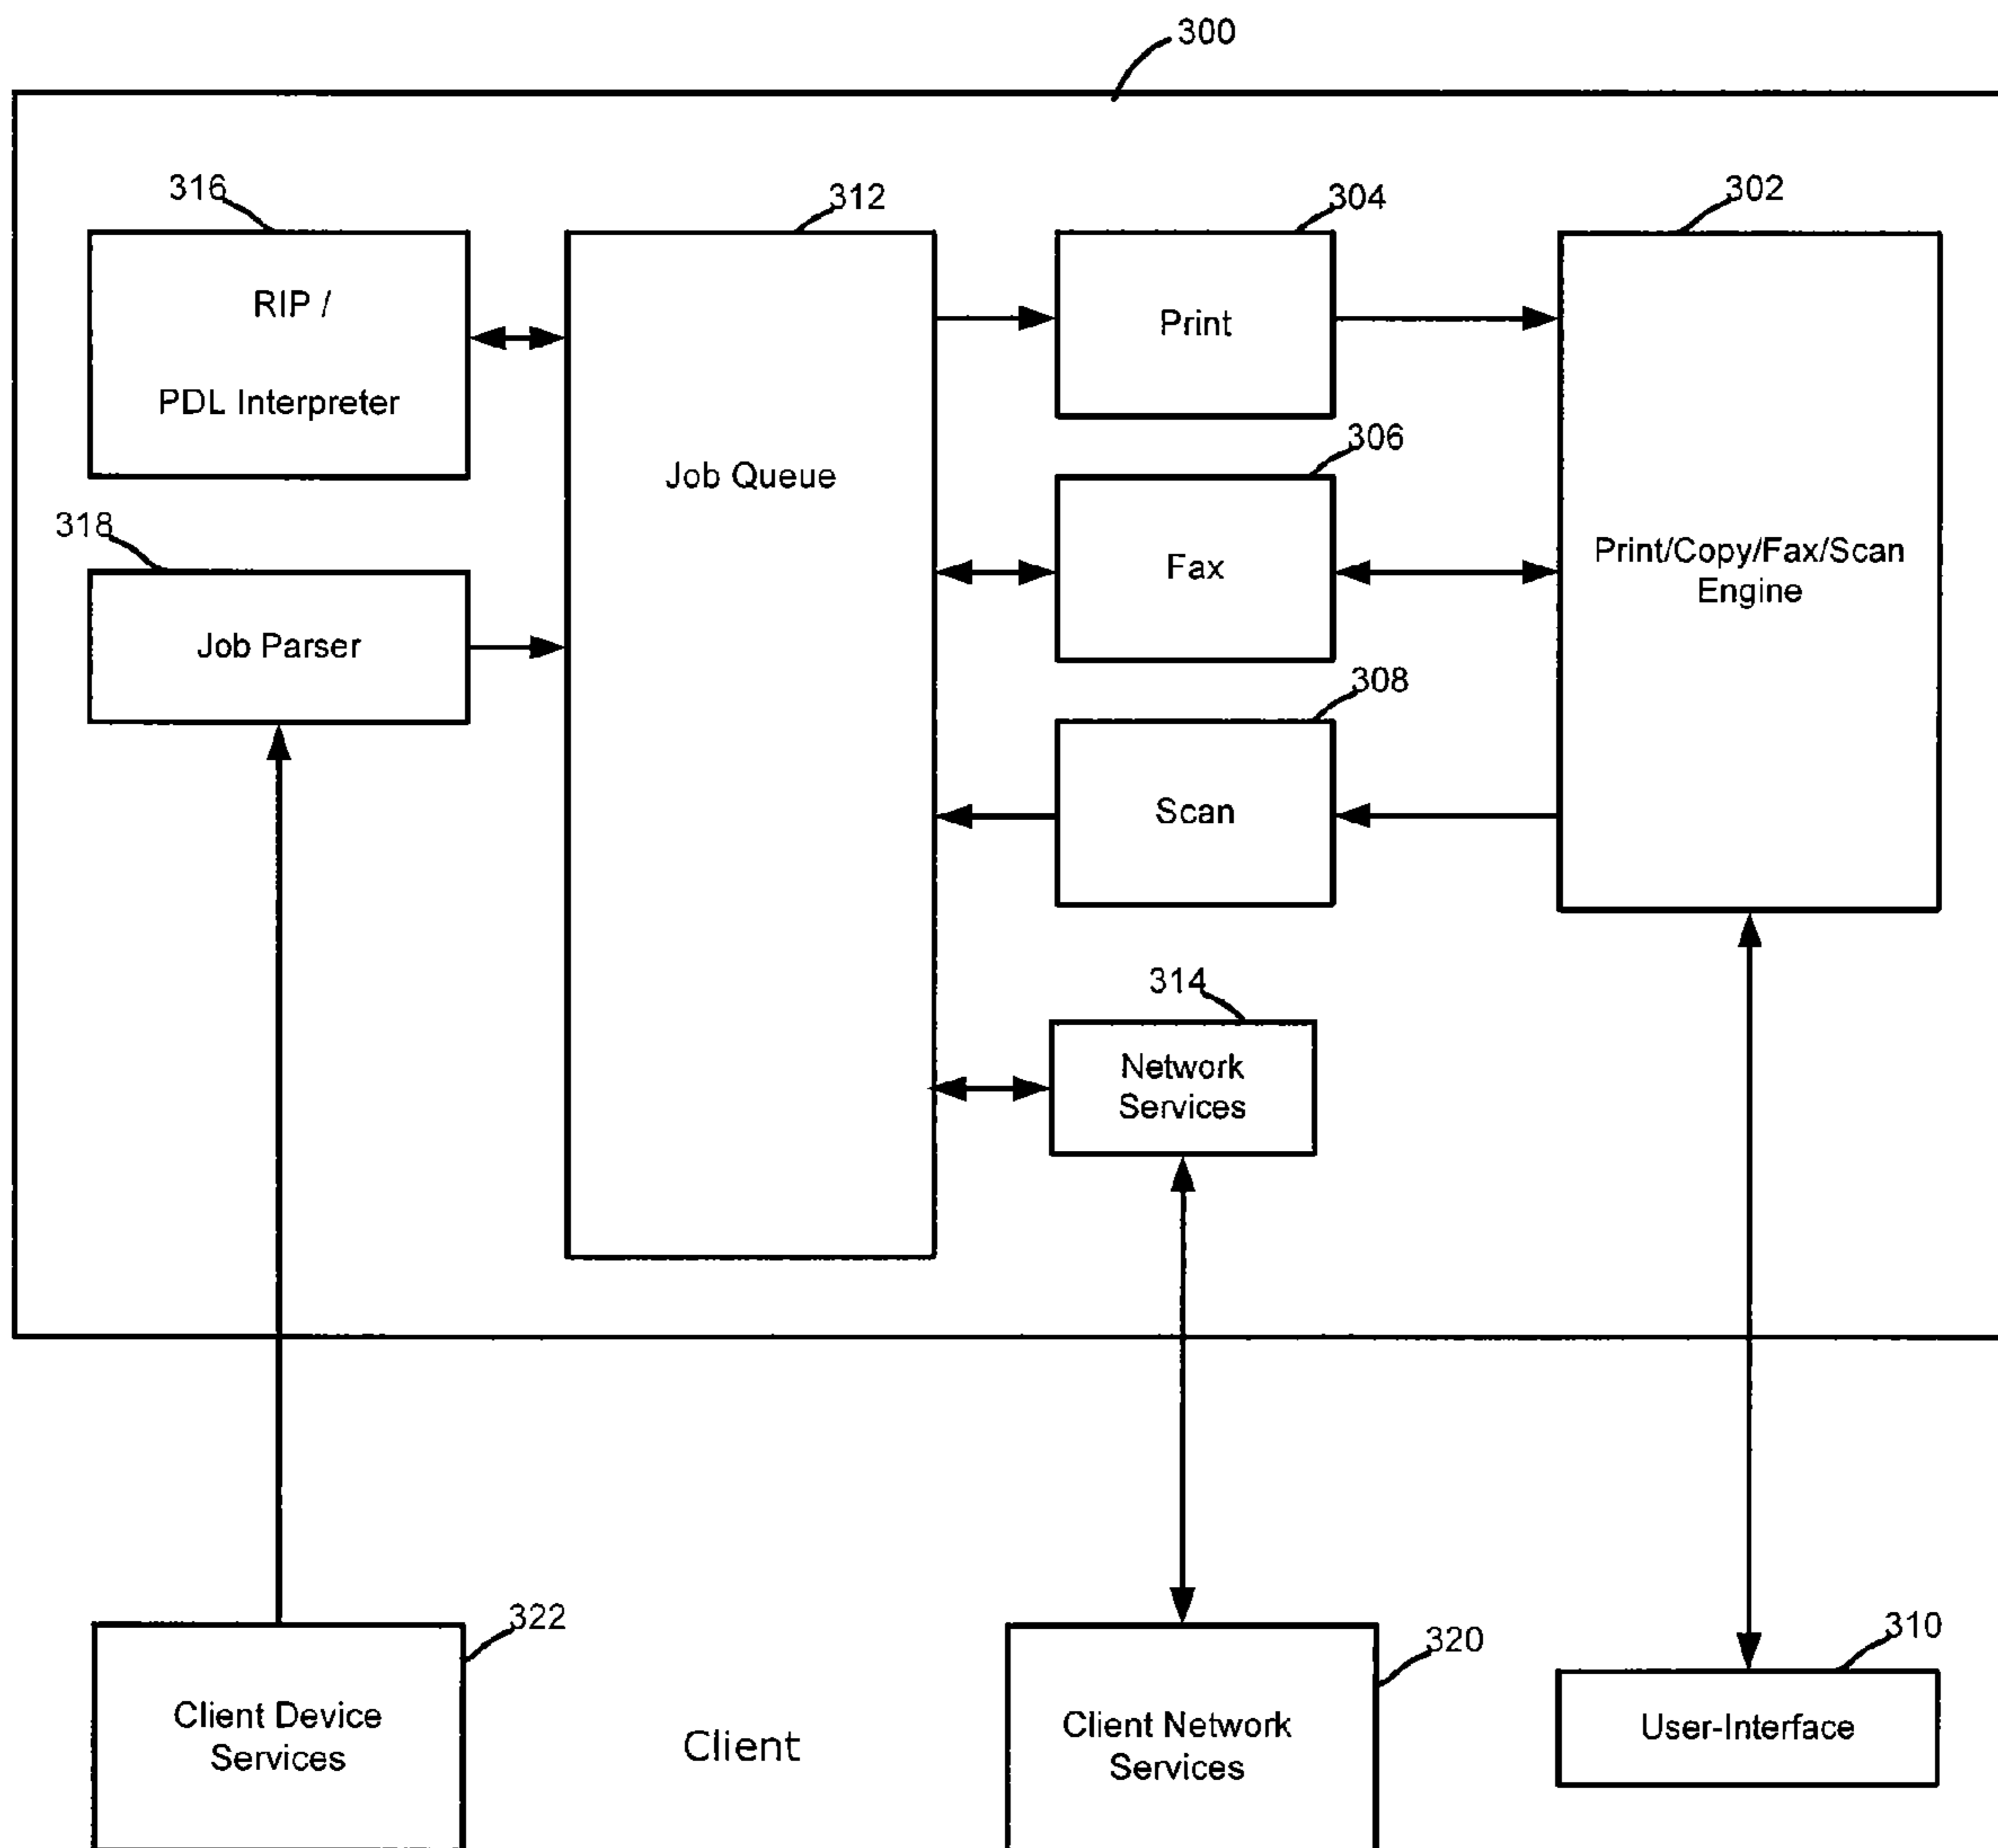 300
316
312
304
302
RIP /
PDL Interpreter
Print
306
Job Queue
318
Print/Copy/Fax/Scan
Engine
Fax
Job Parser
308
Scan
314
Network
Services
322
320
310
Client Device
Services
Client
Client Network
Services
User-Interface